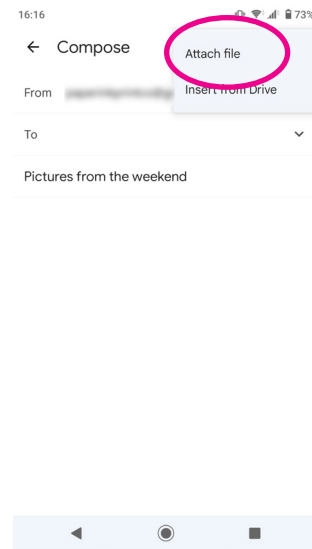 16:16
73%
Compose
Attach file
From
Insert from Drive
To
Pictures from the weekend